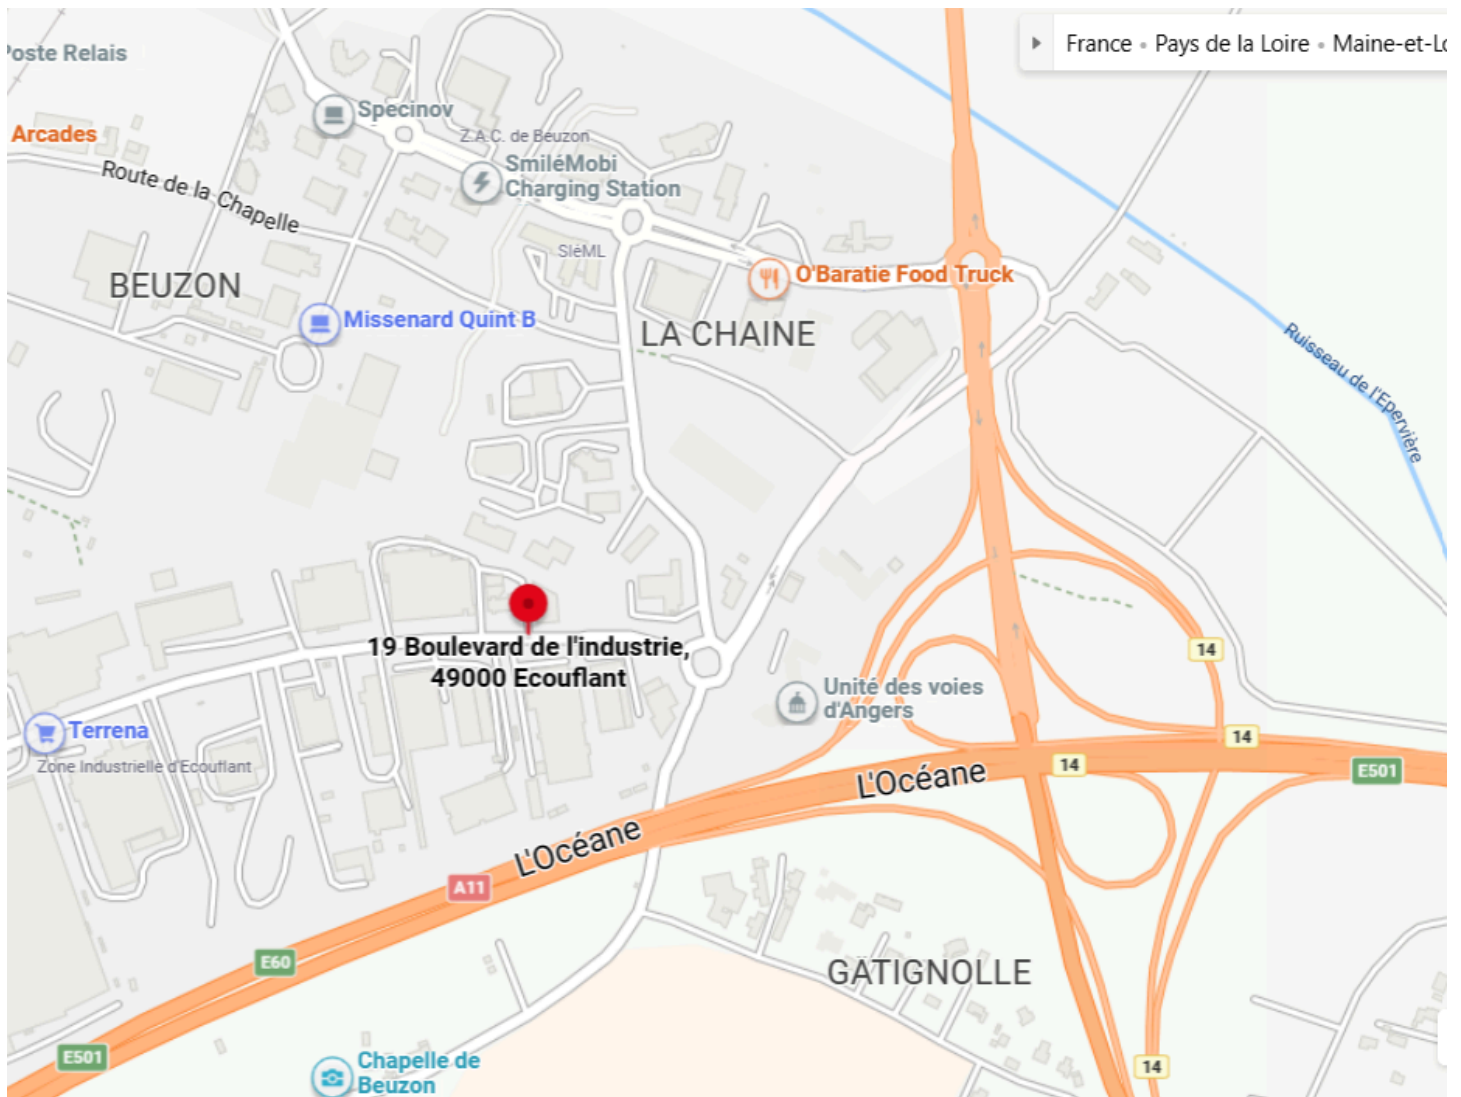 France • Pays de la Loire • Maine-et-Lo
Poste Relais
Specinov
Arcades
Z.A.C. de Beuzon
SmiléMobi
Charging Station
Route de la Chapelle
SIéML
BEUZON
O'Baratie Food Truck
Missenard Quint B
LA CHAINE
Ruisseau de l'Epervière
19 Boulevard de l'industrie,
49000 Ecouflant
14
Unité des voies
d'Angers
Terrena
14
Zone Industrielle d'Ecouflant
14
E501
L'Océane
L'Océane
A11
E60
GATIGNOLLE
E501
14
Chapelle de
Beuzon